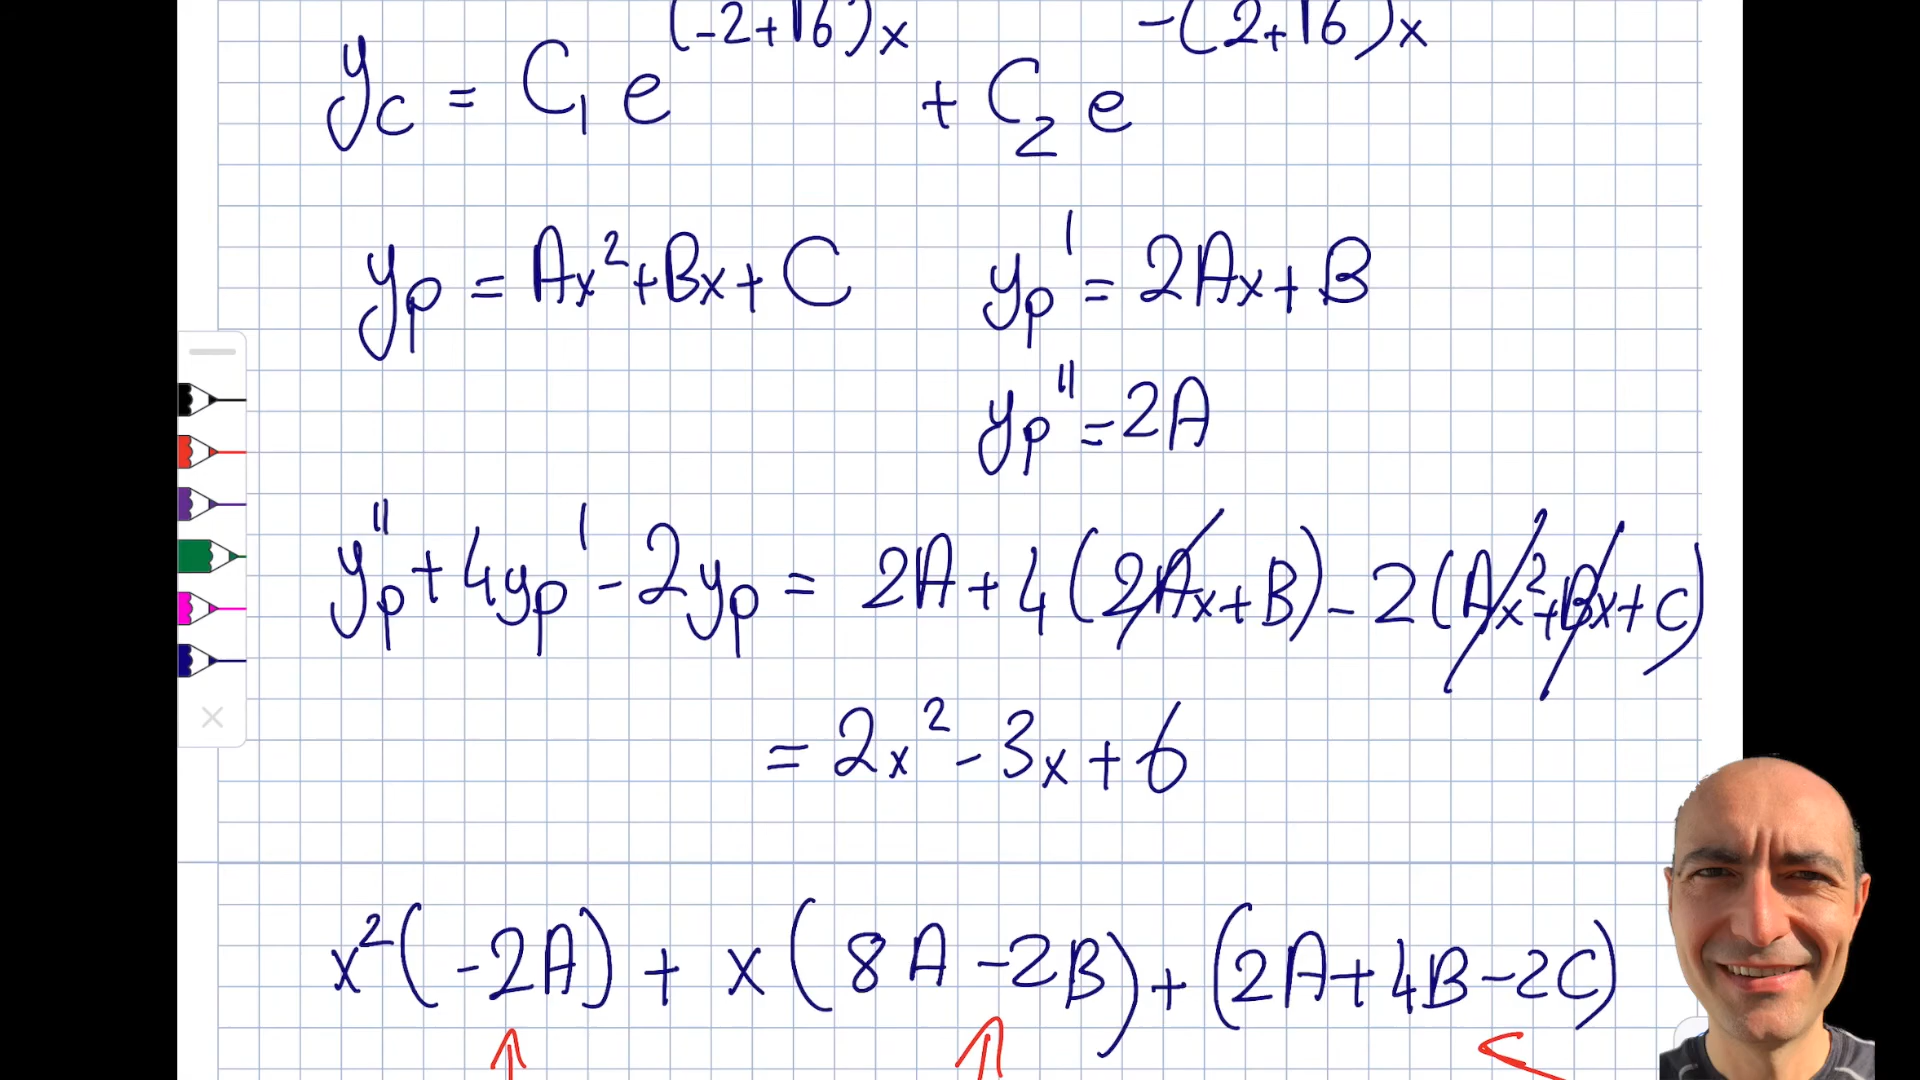 y_c = C_1 e^{(-2+√6)x} + C_2 e^{-(2+√6)x}
y_p = Ax^2+Bx+C    y_p' = 2Ax+B
y_p'' = 2A
y_p''+4y_p'-2y_p = 2A+4(2Ax+B)-2(Ax^2+Bx+C)
= 2x^2-3x+6
x^2(-2A)+x(8A-2B)+(2A+4B-2C)